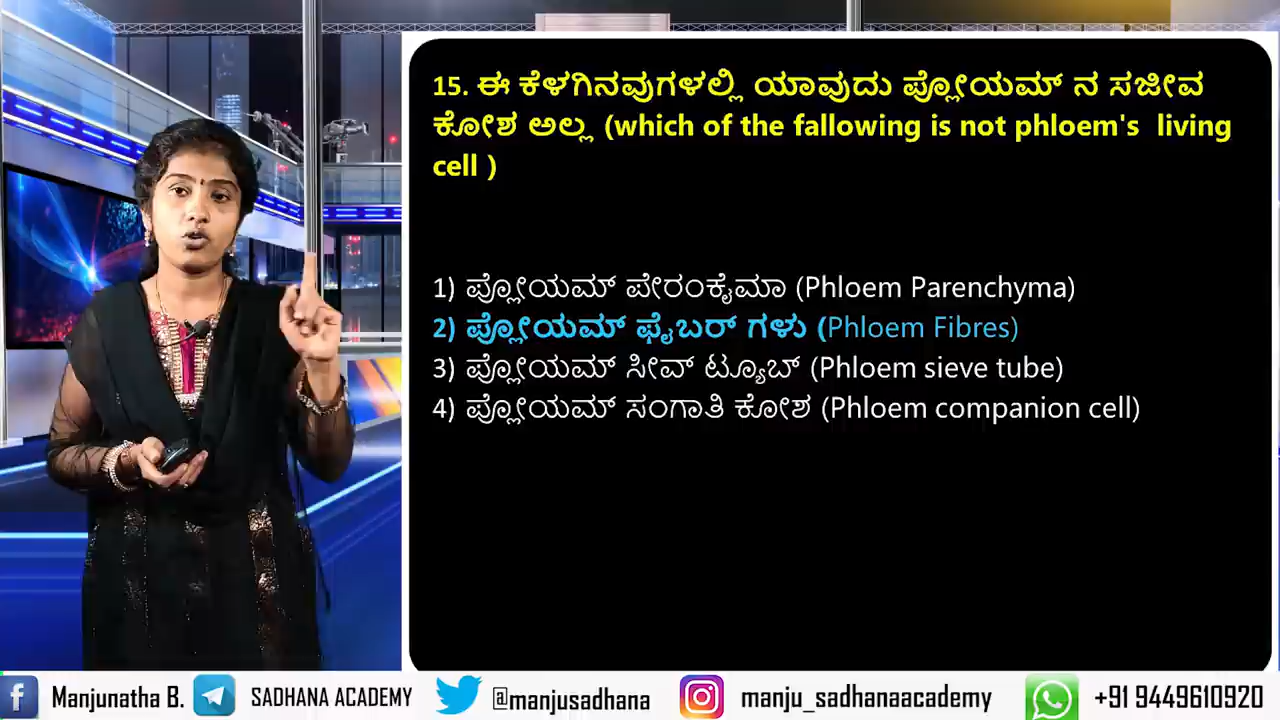 15. ಈ ಕೆಳಗಿನವುಗಳಲ್ಲಿ ಯಾವುದು ಪ್ಲೋಯಮ್ ನ ಸಜೀವ
ಕೋಶ ಅಲ್ಲ (which of the fallowing is not phloem's living
cell )
1) ಪ್ಲೋಯಮ್ ಪೇರಂಕೈಮಾ (Phloem Parenchyma)
2) ಪ್ಲೋಯಮ್ ಫೈಬರ್ ಗಳು (Phloem Fibres)
3) ಪ್ಲೋಯಮ್ ಸೀವ್ ಟ್ಯೂಬ್ (Phloem sieve tube)
4) ಪ್ಲೋಯಮ್ ಸಂಗಾತಿ ಕೋಶ (Phloem companion cell)
Manjunatha B. SADHANA ACADEMY @manjusadhana manju_sadhanaacademy +91 9449610920